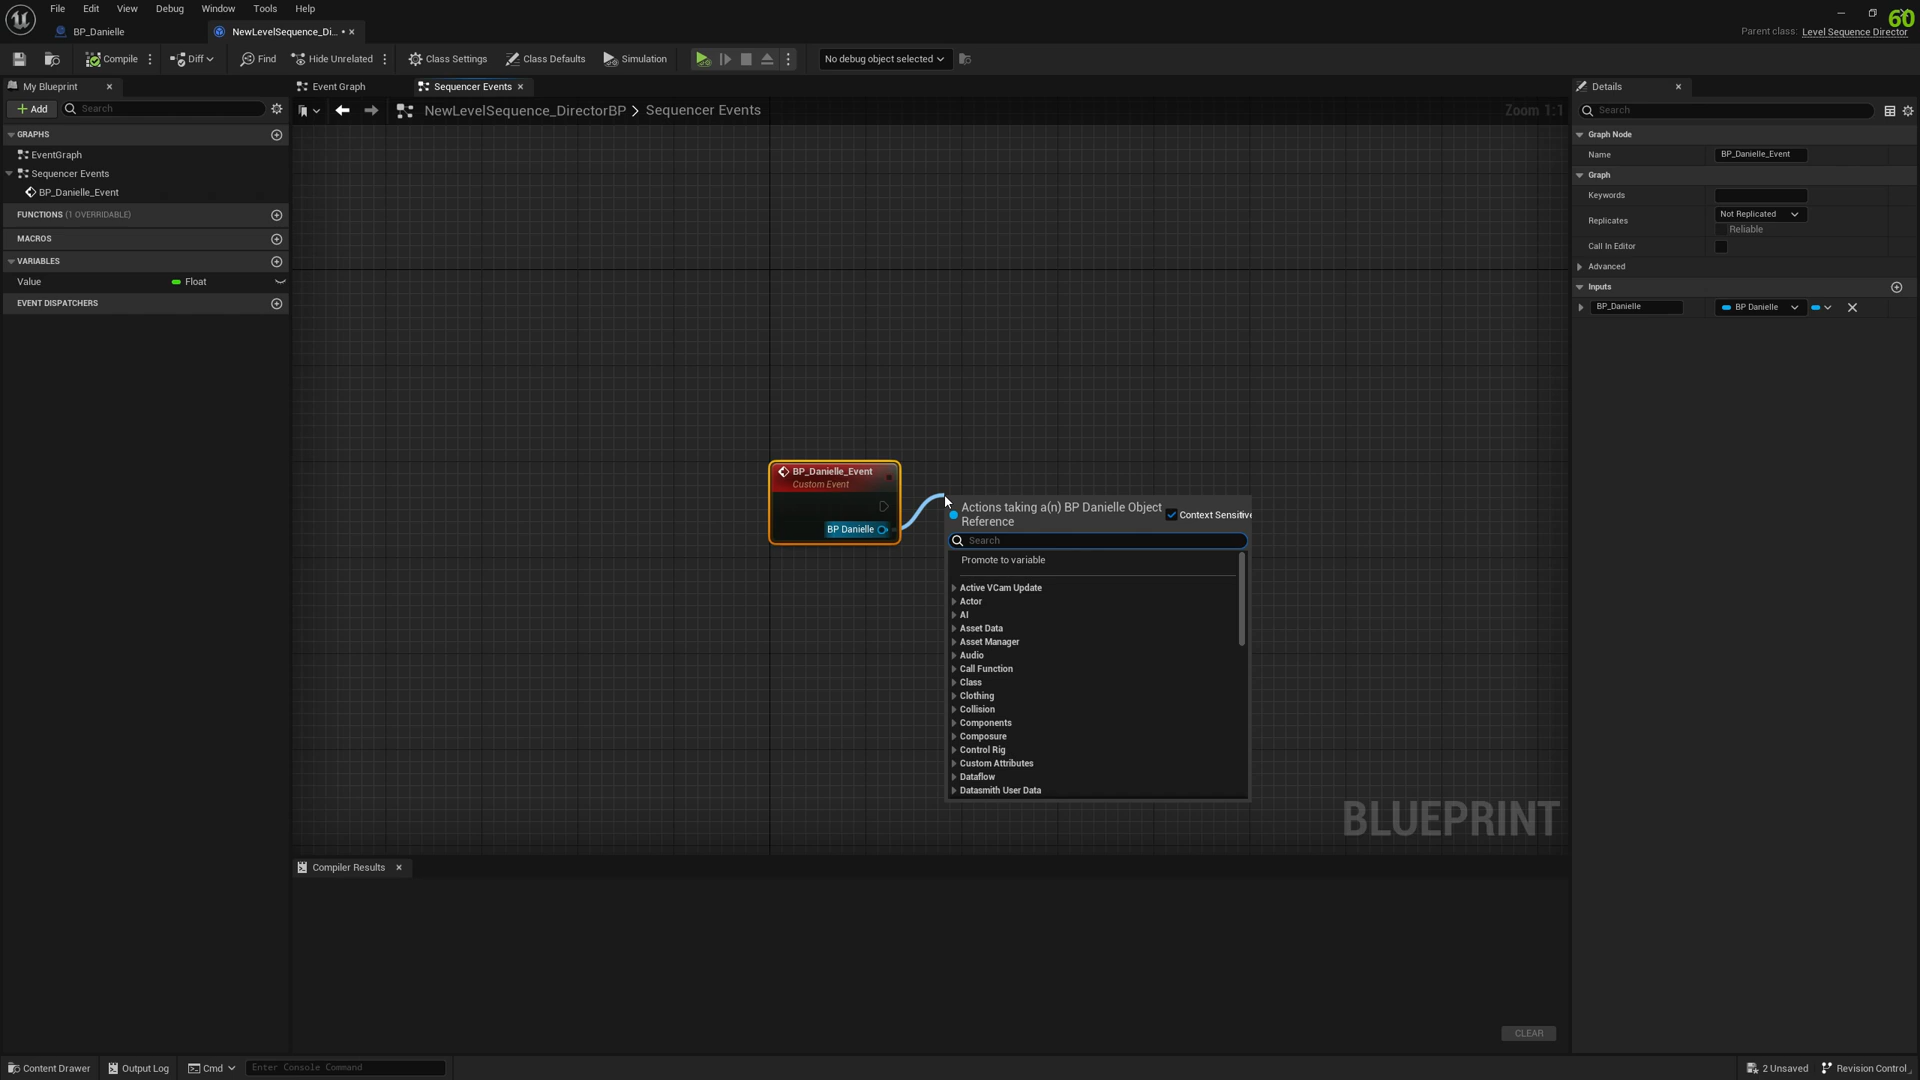 File Edit View Debug Window Tools Help
60
BP_Danielle
NewLevelSequence_Di... •
Parent class: Level Sequence Director
Compile Diff Find Hide Unrelated Class Settings Class Defaults Simulation No debug object selected
My Blueprint
Event Graph
Sequencer Events
Details
Add
Search
NewLevelSequence_DirectorBP > Sequencer Events
Zoom 1:1
Search
GRAPHS
EventGraph
Sequencer Events
BP_Danielle_Event
FUNCTIONS (1 OVERRIDABLE)
MACROS
VARIABLES
Value Float
EVENT DISPATCHERS
BP_Danielle_Event
Custom Event
BP Danielle
Actions taking a(n) BP Danielle Object
Reference
Context Sensitive
Search
Promote to variable
Active VCam Update
Actor
AI
Asset Data
Asset Manager
Audio
Call Function
Class
Clothing
Collision
Components
Composure
Control Rig
Custom Attributes
Dataflow
Datasmith User Data
BLUEPRINT
Graph Node
Name BP_Danielle_Event
Graph
Keywords
Replicates Not Replicated
Reliable
Call In Editor
Advanced
Inputs
BP_Danielle BP Danielle
Compiler Results
CLEAR
Content Drawer Output Log Cmd Enter Console Command 2 Unsaved Revision Control